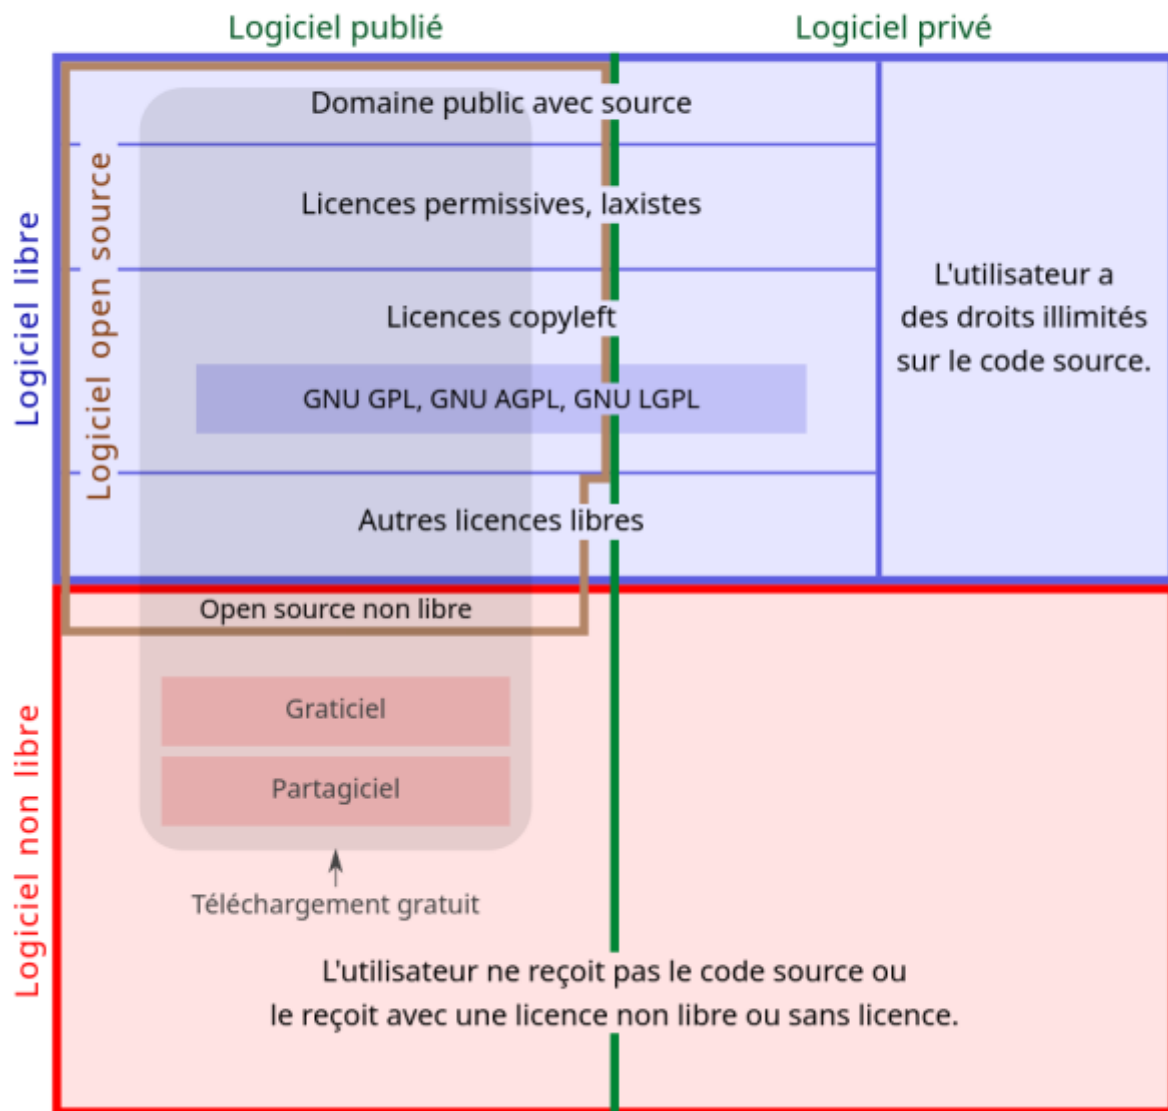 Logiciel publié
Logiciel privé
Domaine public avec source
Logiciel open source
Licences permissives, laxistes
Logiciel libre
L'utilisateur a
des droits illimités
sur le code source.
Licences copyleft
GNU GPL, GNU AGPL, GNU LGPL
Autres licences libres
Open source non libre
Logiciel non libre
Graticiel
Partagiciel
Téléchargement gratuit
L'utilisateur ne reçoit pas le code source ou
le reçoit avec une licence non libre ou sans licence.